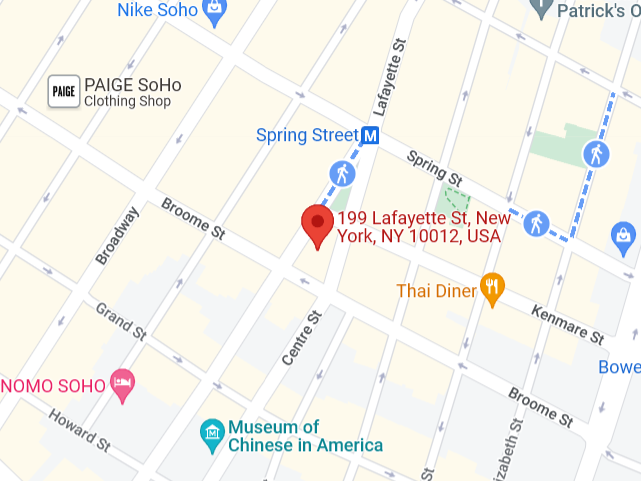 Nike Soho
Patrick's O
Lafayette St
PAIGE
PAIGE SoHo
Clothing Shop
Spring Street
M
Spring St
199 Lafayette St, New
York, NY 10012, USA
Broome St
Broadway
Thai Diner
Kenmare St
Grand St
Centre St
Bowe
NOMO SOHO
Broome St
Howard St
Museum of
Chinese in America
izabeth St
St